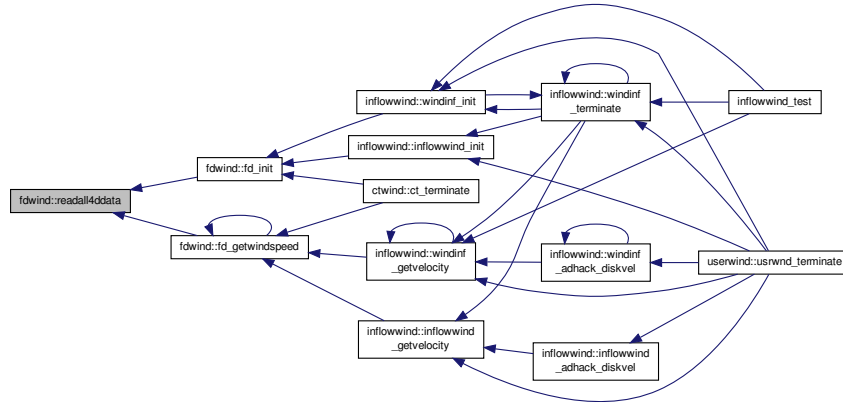 fdwind::readall4ddata
fdwind::fd_init
fdwind::fd_getwindspeed
inflowwind::windinf_init
inflowwind::inflowwind_init
ctwind::ct_terminate
inflowwind::windinf
_getvelocity
inflowwind::inflowwind
_getvelocity
inflowwind::windinf
_terminate
inflowwind::windinf
_adhack_diskvel
inflowwind::inflowwind
_adhack_diskvel
inflowwind_test
userwind::usrwnd_terminate